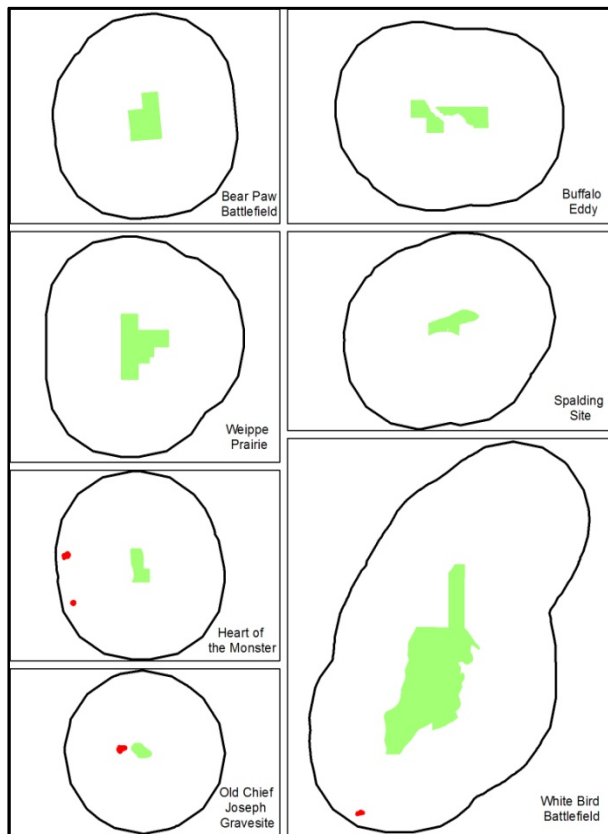 Bear Paw
Battlefield
Buffalo
Eddy
Weippe
Prairie
Spalding
Site
Heart of
the Monster
Old Chief
Joseph
Gravesite
White Bird
Battlefield